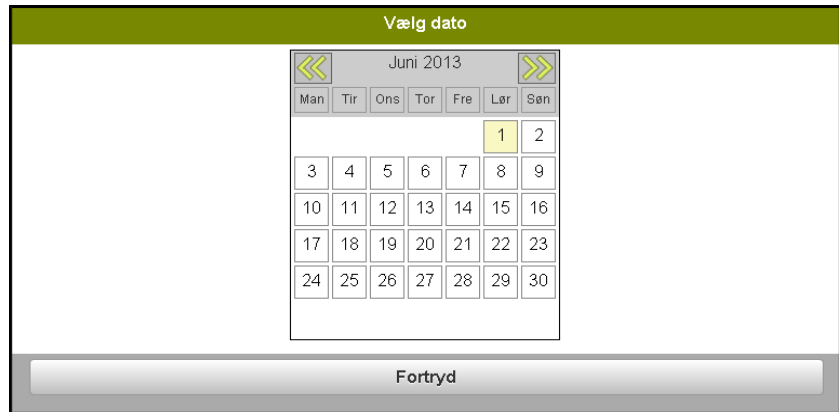 Vælg dato
Juni 2013
Man Tir Ons Tor Fre Lør Søn
1 2
3 4 5 6 7 8 9
10 11 12 13 14 15 16
17 18 19 20 21 22 23
24 25 26 27 28 29 30
Fortryd